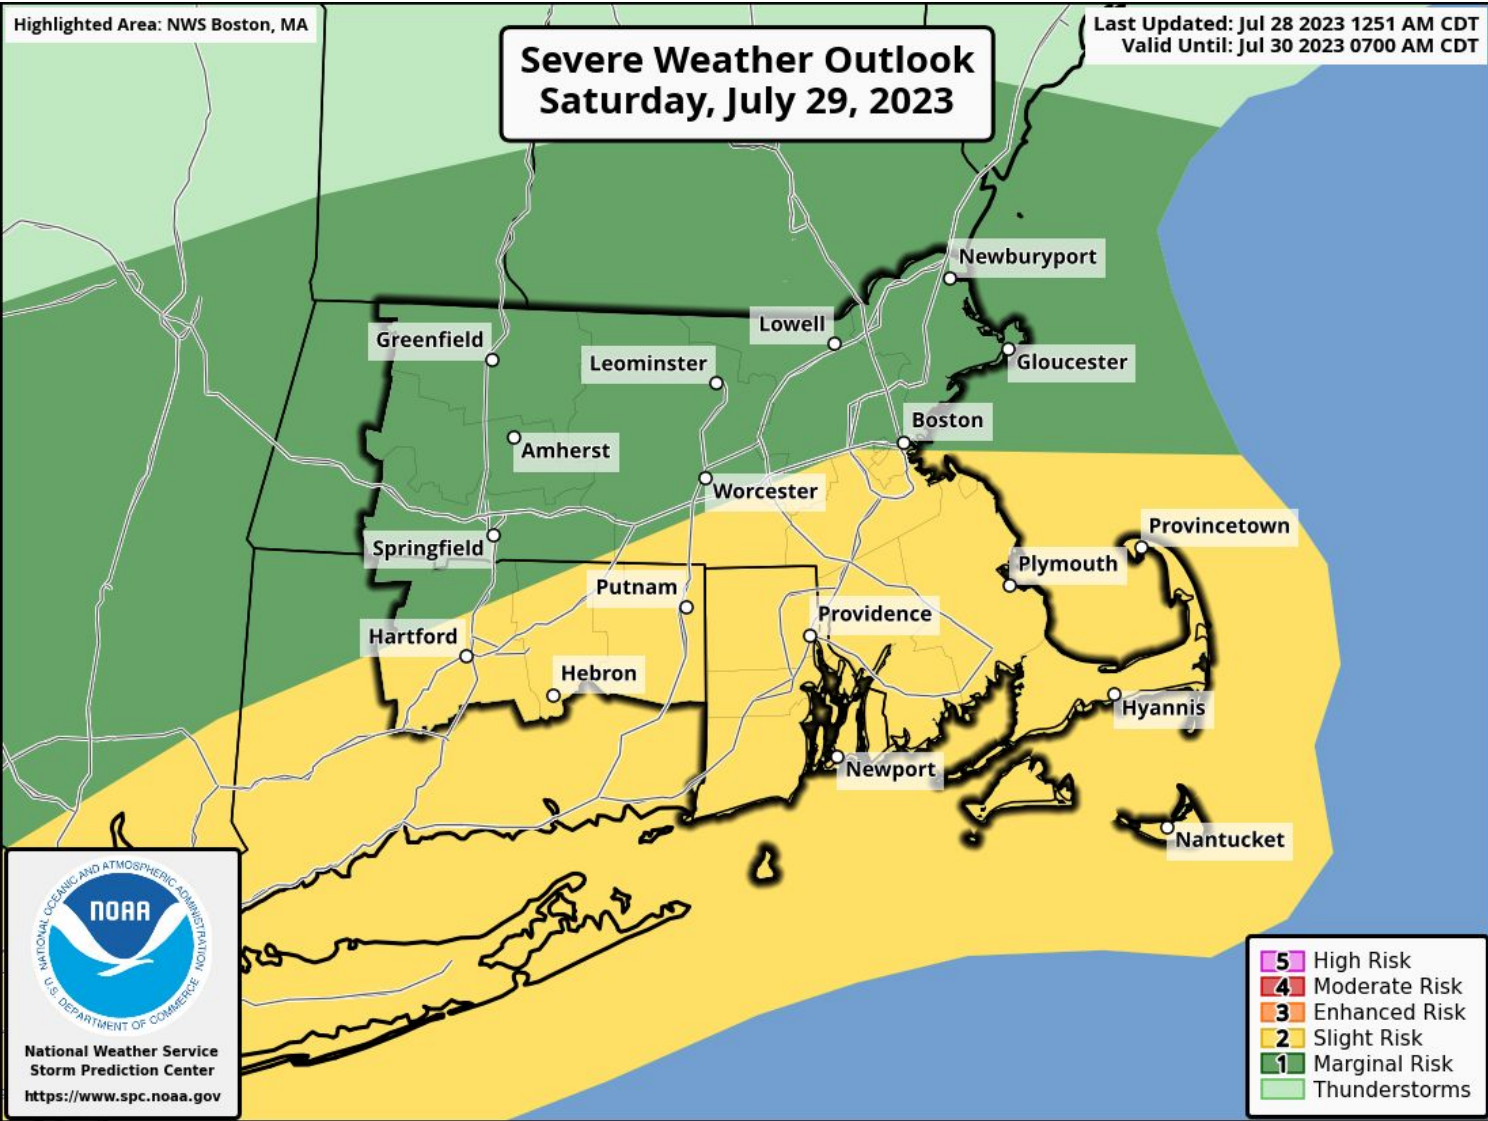 Highlighted Area: NWS Boston, MA
Severe Weather Outlook
Saturday, July 29, 2023
Last Updated: Jul 28 2023 1251 AM CDT
Valid Until: Jul 30 2023 0700 AM CDT
Newburyport
Lowell
Greenfield
Leominster
Gloucester
Boston
Amherst
Worcester
Provincetown
Springfield
Plymouth
Putnam
Providence
Hartford
Hebron
Hyannis
Newport
Nantucket
NATIONAL OCEANIC AND ATMOSPHERIC ADMINISTRATION
NOAA
U.S. DEPARTMENT OF COMMERCE
National Weather Service
Storm Prediction Center
https://www.spc.noaa.gov
5 High Risk
4 Moderate Risk
3 Enhanced Risk
2 Slight Risk
1 Marginal Risk
Thunderstorms